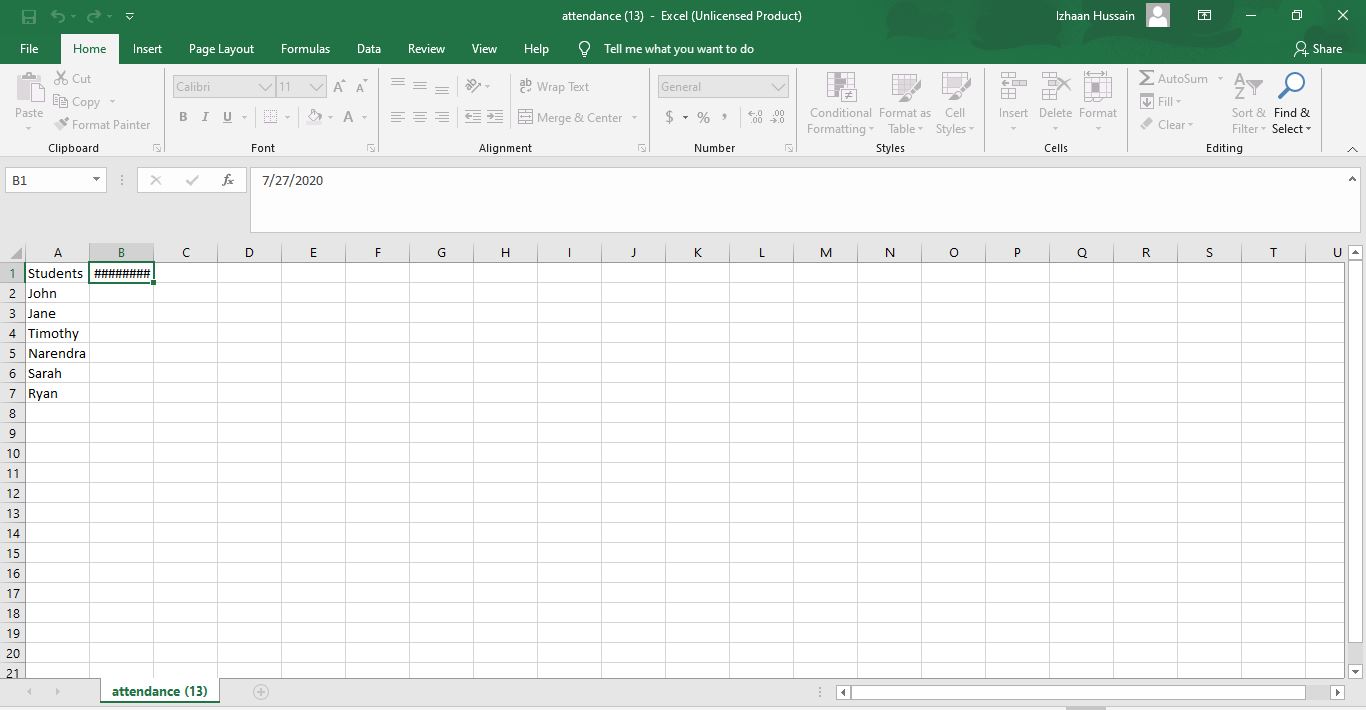 attendance (13) - Excel (Unlicensed Product)
Izhaan Hussain
File Home Insert Page Layout Formulas Data Review View Help Tell me what you want to do Share
Paste
Cut
Copy
Format Painter
Clipboard
Calibri 11
B I U
A
Font
Wrap Text
Merge & Center
Alignment
General
$ % ,
Number
Conditional Formatting
Format as Table
Cell Styles
Styles
Insert Delete Format
Cells
AutoSum
Fill
Clear
Sort & Filter
Find & Select
Editing
B1 fx 7/27/2020
A B C D E F G H I J K L M N O P Q R S T U
1 Students ########
2 John
3 Jane
4 Timothy
5 Narendra
6 Sarah
7 Ryan
8
9
10
11
12
13
14
15
16
17
18
19
20
21
attendance (13)